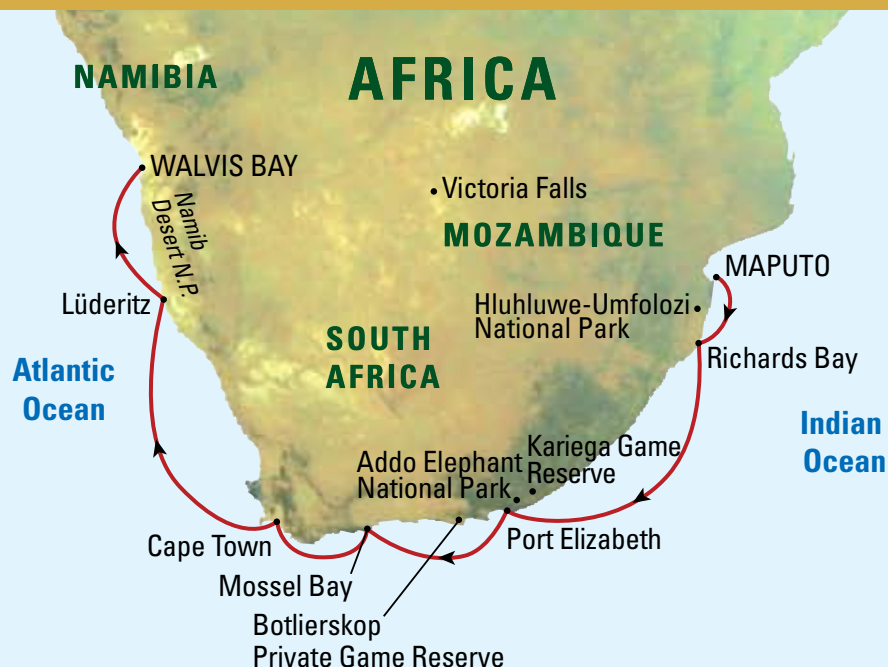 NAMIBIA
AFRICA
WALVIS BAY
Victoria Falls
Namib
Desert N.P.
MOZAMBIQUE
MAPUTO
Lüderitz
Hluhluwe-Umfolozi
National Park
SOUTH
AFRICA
Richards Bay
Atlantic
Ocean
Indian
Ocean
Kariega Game
Reserve
Addo Elephant
National Park
Cape Town
Port Elizabeth
Mossel Bay
Botlierskop
Private Game Reserve